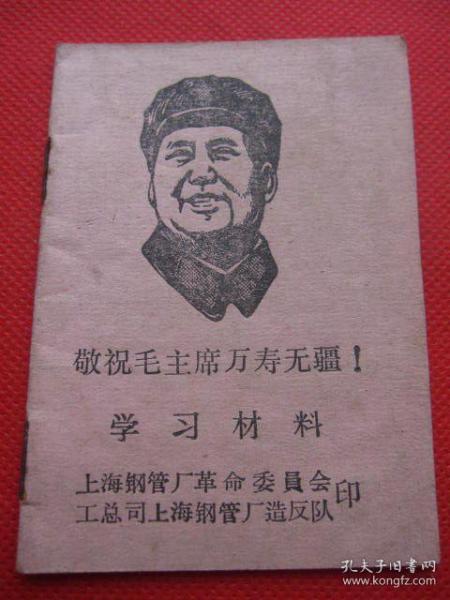 敬祝毛主席万寿无疆！
学习材料
上海钢管厂革命委員会
工总司上海钢管厂造反队
印
孔夫子旧书网
www.kongfz.com